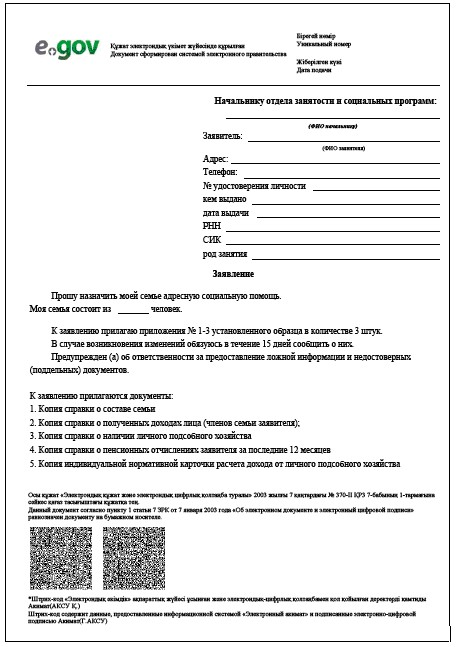 e.gov
Құжат электрондық үкімет жүйесінде құрылған
Документ сформирован системой электронного правительства
Бірегей нөмір
Уникальный номер
Жіберілген күні
Дата подачи
Начальнику отдела занятости и социальных программ:
(ФИО начальнику)
Заявитель:
(ФИО заявителя)
Адрес:
Телефон:
№ удостоверения личности
кем выдано
дата выдачи
РНН
СИК
род занятия
Заявление
Прошу назначить моей семье адресную социальную помощь.
Моя семья состоит из ______ человек.
К заявлению прилагаю приложения № 1-3 установленного образца в количестве 3 штук.
В случае возникновения изменений обязуюсь в течение 15 дней сообщить о них.
Предупрежден (а) об ответственности за предоставление ложной информации и недостоверных
(поддельных) документов.
К заявлению прилагаются документы:
1. Копия справки о составе семьи
2. Копия справки о полученных доходах лица (членов семьи заявителя);
3. Копия справки о наличии личного подсобного хозяйства
4. Копия справки о пенсионных отчислениях заявителя за последние 12 месяцев
5. Копия индивидуальной нормативной карточки расчета дохода от личного подсобного хозяйства
Осы құжат «Электрондық құжат және электрондық цифрлық қолтаңба туралы» 2003 жылғы 7 қаңтардағы № 370-II ҚРЗ 7-бабының 1-тармағына
сәйкес қағаз тасығыштағы құжатқа тең.
Данный документ согласно пункту 1 статьи 7 ЗРК от 7 января 2003 года «Об электронном документе и электронный цифровой подписи»
равнозначен документу на бумажном носителе.
*Штрих-код «Электрондық әкімдік» ақпараттық жүйесі ұсынған және электрондық-цифрлық қолтаңбамен қол қойылған деректерді қамтиды
Акимат(АКСУ Қ.)
Штрих-код содержит данные, предоставленные информационной системой «Электронный акимат» и подписанные электронно-цифровой
подписью Акимат(Г.АКСУ)